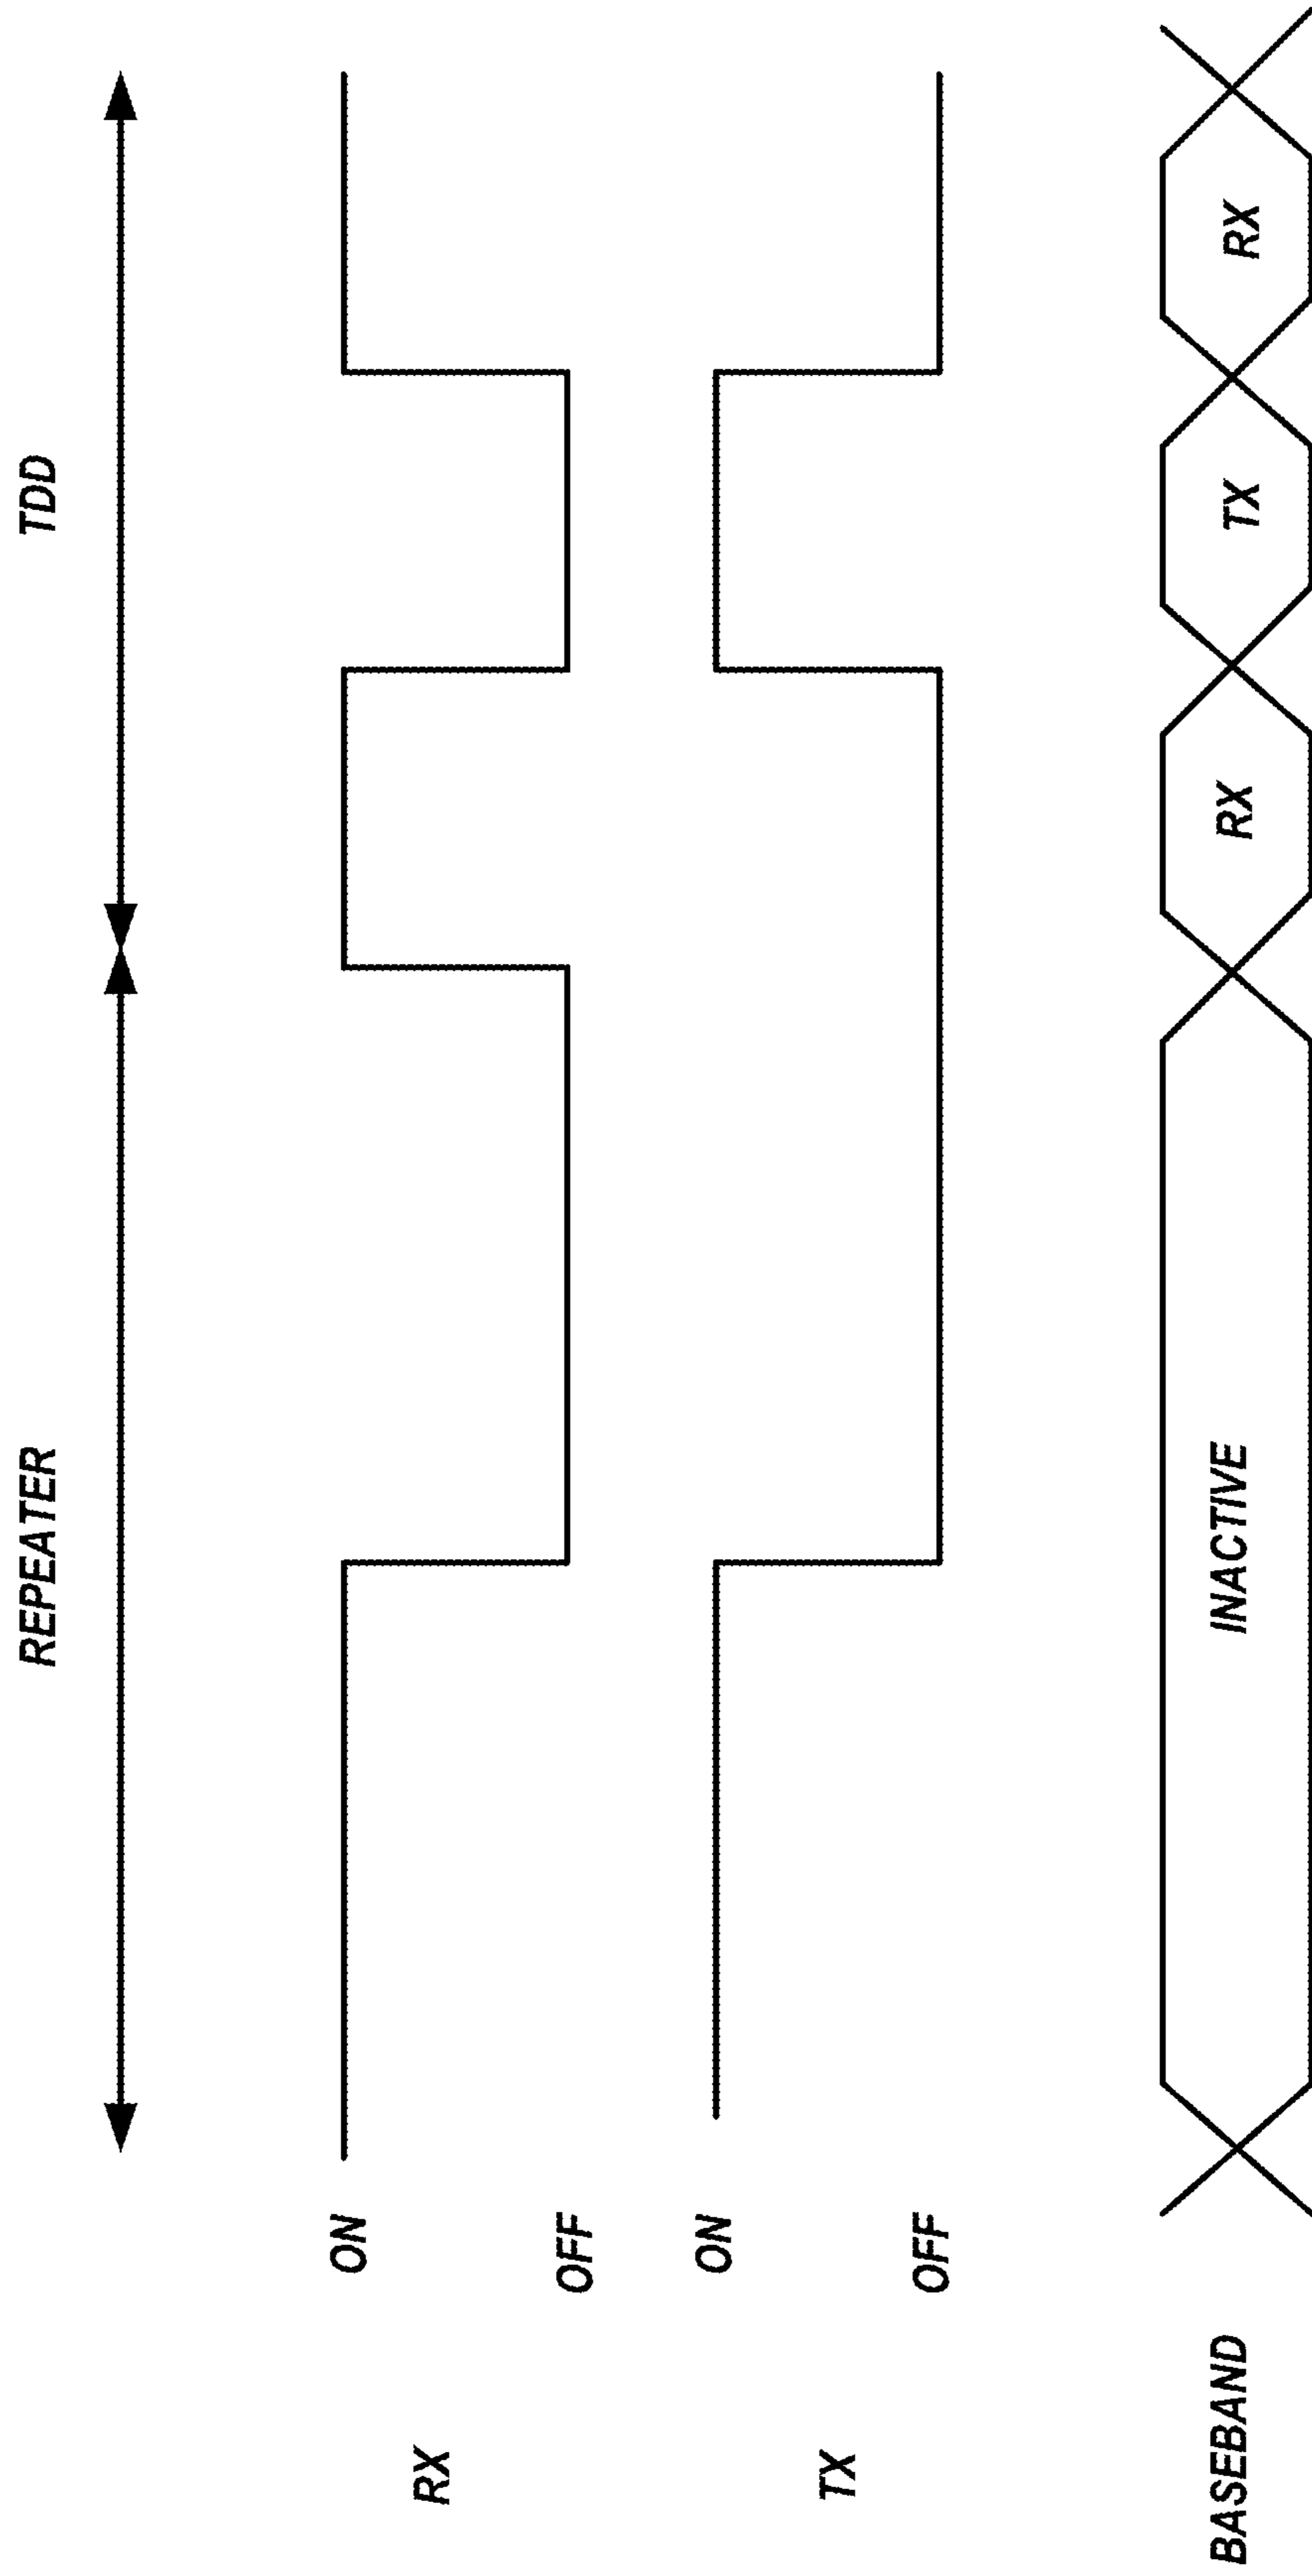 REPEATER TDD
RX
ON
OFF
TX
ON
OFF
BASEBAND INACTIVE RX TX RX